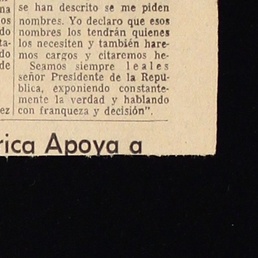 se han descrito se me piden
nombres. Yo declaro que esos
nombres los tendrán quienes
los necesiten y también hare-
mos cargos y citaremos he-
Seamos siempre leales
señor Presidente de la Repú-
blica, exponiendo constante-
mente la verdad y hablando
con franqueza y decisión".
rica Apoya a